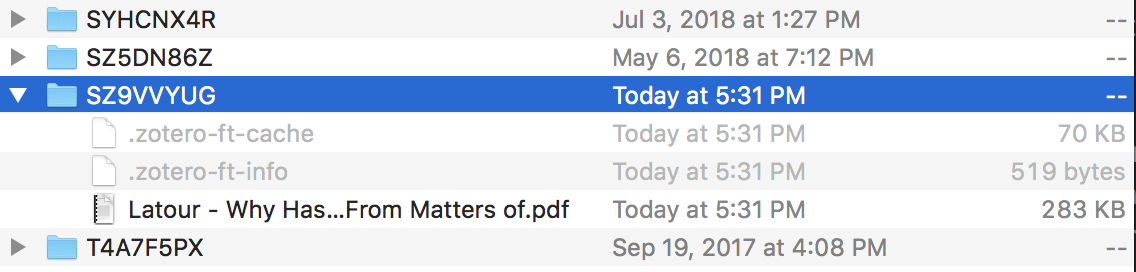 SYHCNX4R Jul 3, 2018 at 1:27 PM --
SZ5DN86Z May 6, 2018 at 7:12 PM --
SZ9VVYUG Today at 5:31 PM --
.zotero-ft-cache Today at 5:31 PM 70 KB
.zotero-ft-info Today at 5:31 PM 519 bytes
Latour - Why Has...From Matters of.pdf Today at 5:31 PM 283 KB
T4A7F5PX Sep 19, 2017 at 4:08 PM --